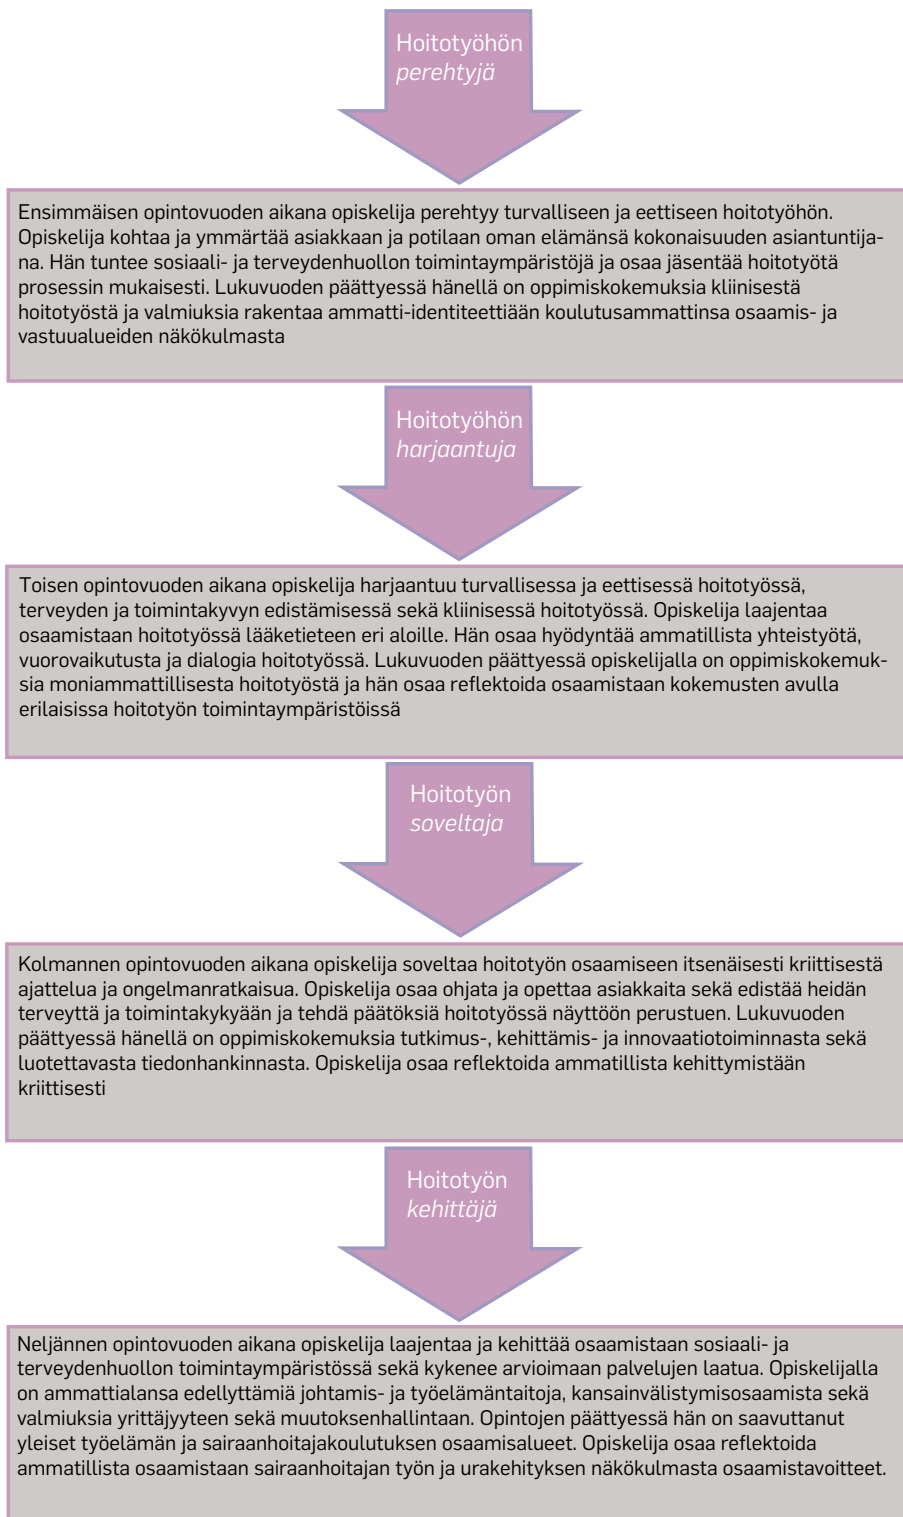 Hoitotyöhön
perehtyjä
Ensimmäisen opintovuoden aikana opiskelija perehtyy turvalliseen ja eettiseen hoitotyöhön.
Opiskelija kohtaa ja ymmärtää asiakkaan ja potilaan oman elämänsä kokonaisuuden asiantuntija-
na. Hän tuntee sosiaali- ja terveydenhuollon toimintaympäristöjä ja osaa jäsentää hoitotyötä
prosessin mukaisesti. Lukuvuoden päättyessä hänellä on oppimiskokemuksia kliinisestä
hoitotyöstä ja valmiuksia rakentaa ammatti-identiteettiään koulutusammattinsa osaamis- ja
vastuualueiden näkökulmasta
Hoitotyöhön
harjaantuja
Toisen opintovuoden aikana opiskelija harjaantuu turvallisessa ja eettisessä hoitotyössä,
terveyden ja toimintakyvyn edistämisessä sekä kliinisessä hoitotyössä. Opiskelija laajentaa
osaamistaan hoitotyössä lääketieteen eri aloille. Hän osaa hyödyntää ammatillista yhteistyötä,
vuorovaikutusta ja dialogia hoitotyössä. Lukuvuoden päättyessä opiskelijalla on oppimiskokemuk-
sia moniammattillisesta hoitotyöstä ja hän osaa reflektoida osaamistaan kokemusten avulla
erilaisissa hoitotyön toimintaympäristöissä
Hoitotyön
soveltaja
Kolmannen opintovuoden aikana opiskelija soveltaa hoitotyön osaamiseen itsenäisesti kriittisestä
ajattelua ja ongelmanratkaisua. Opiskelija osaa ohjata ja opettaa asiakkaita sekä edistää heidän
terveyttä ja toimintakykyään ja tehdä päätöksiä hoitotyössä näyttöön perustuen. Lukuvuoden
päättyessä hänellä on oppimiskokemuksia tutkimus-, kehittämis- ja innovaatiotoiminnasta sekä
luotettavasta tiedonhankinnasta. Opiskelija osaa reflektoida ammatillista kehittymistään
kriittisesti
Hoitotyön
kehittäjä
Neljännen opintovuoden aikana opiskelija laajentaa ja kehittää osaamistaan sosiaali- ja
terveydenhuollon toimintaympäristössä sekä kykenee arvioimaan palvelujen laatua. Opiskelijalla
on ammattialansa edellyttämiä johtamis- ja työelämäntaitoja, kansainvälistymisosaamista sekä
valmiuksia yrittäjyyteen sekä muutoksenhallintaan. Opintojen päättyessä hän on saavuttanut
yleiset työelämän ja sairaanhoitajakoulutuksen osaamisalueet. Opiskelija osaa reflektoida
ammatillista osaamistaan sairaanhoitajan työn ja urakehityksen näkökulmasta osaamistavoitteet.